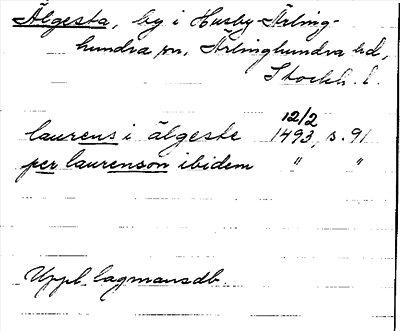 Älgesta, by i Husby-Ärling-
hundra sn, Ärlinghundra hd,
Stockh. l.
12/2
laurens i älgeste 1493, s. 91
per laurenson ibidem " "
Uppl. lagmansdb